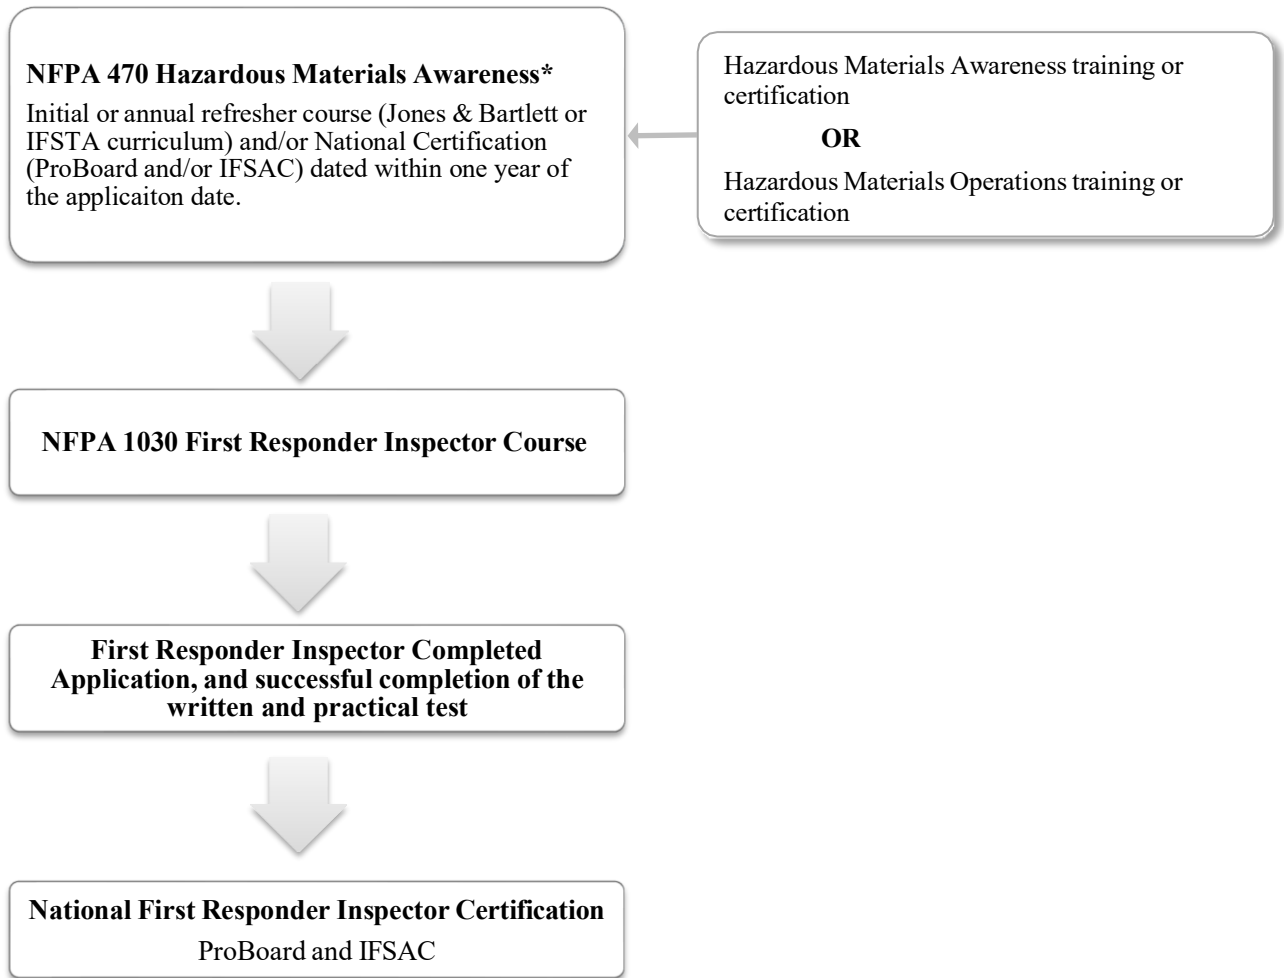 NFPA 470 Hazardous Materials Awareness*
Initial or annual refresher course (Jones & Bartlett or
IFSTA curriculum) and/or National Certification
(ProBoard and/or IFSAC) dated within one year of
the applicaiton date.
Hazardous Materials Awareness training or
certification
OR
Hazardous Materials Operations training or
certification
NFPA 1030 First Responder Inspector Course
First Responder Inspector Completed
Application, and successful completion of the
written and practical test
National First Responder Inspector Certification
ProBoard and IFSAC